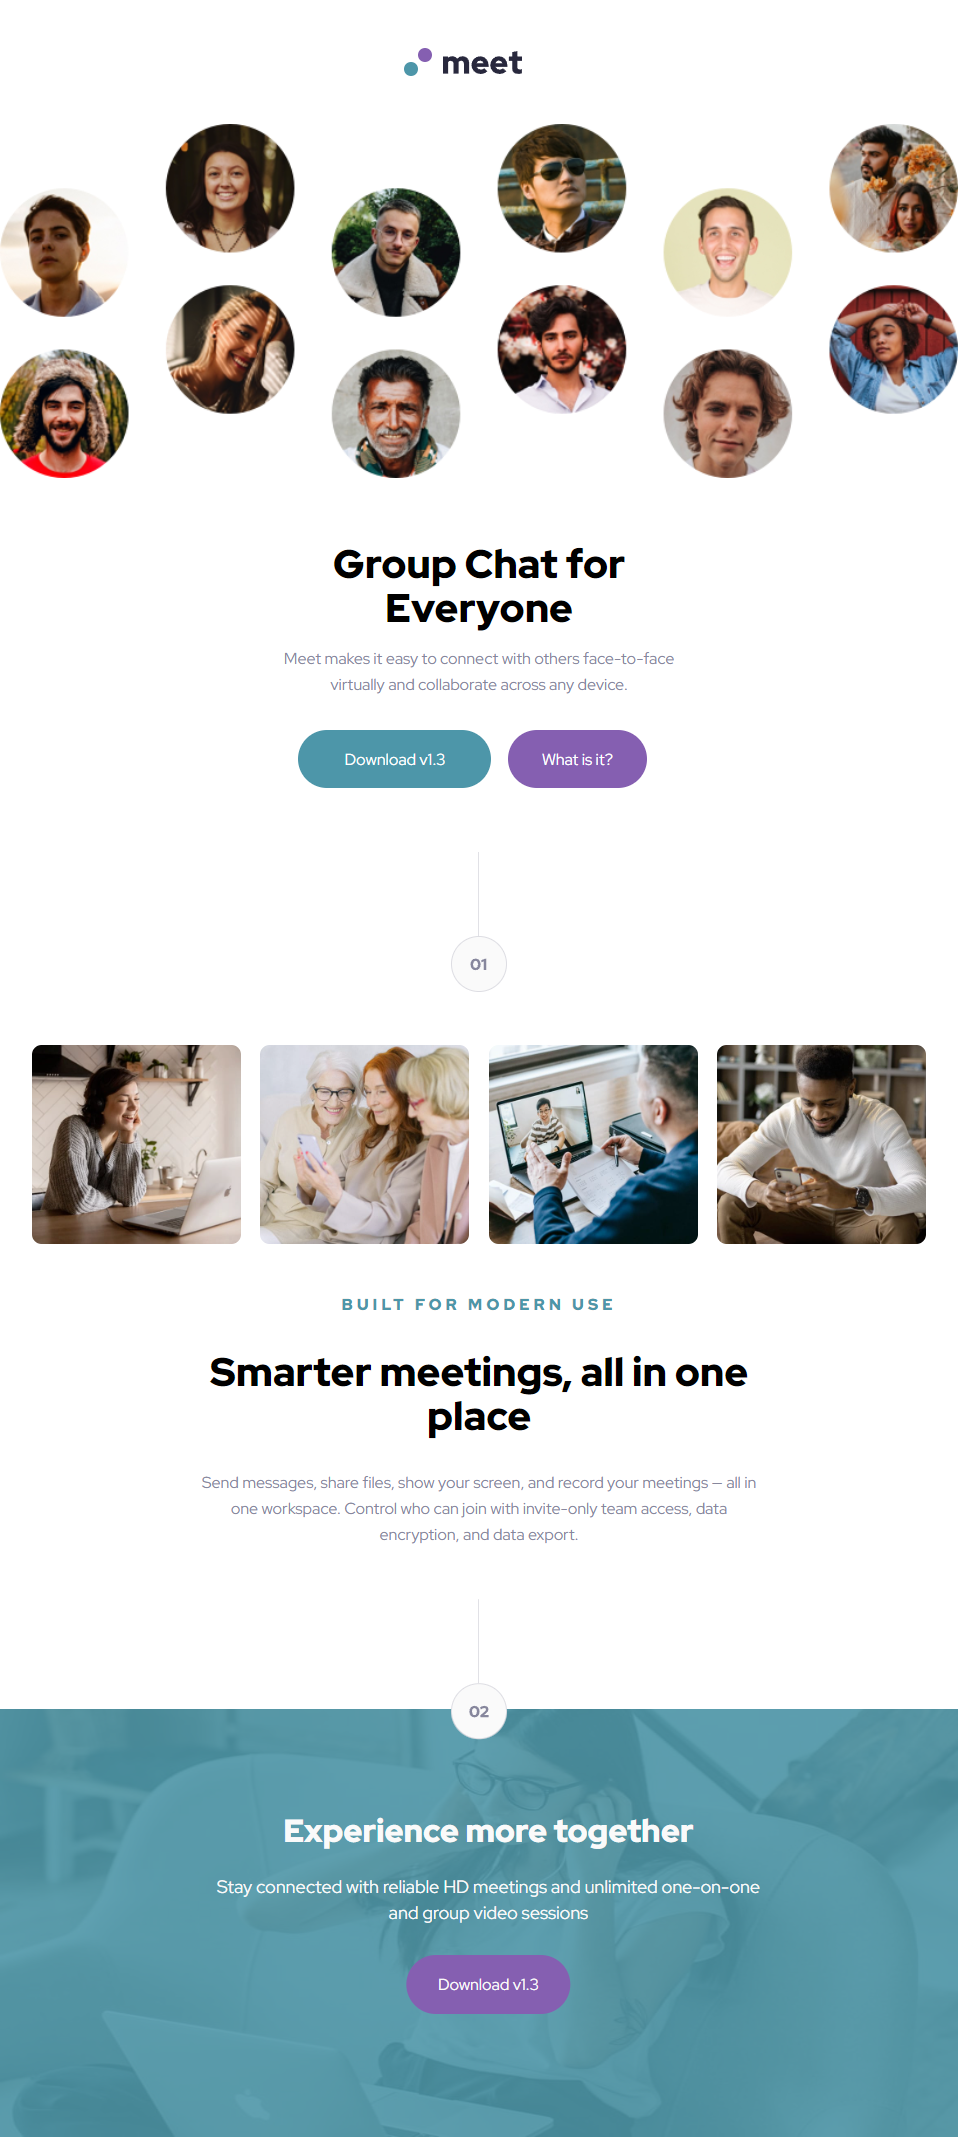 meet
Group Chat for
Everyone
Meet makes it easy to connect with others face-to-face
virtually and collaborate across any device.
Download v1.3
What is it?
01
BUILT FOR MODERN USE
Smarter meetings, all in one
place
Send messages, share files, show your screen, and record your meetings — all in
one workspace. Control who can join with invite-only team access, data
encryption, and data export.
02
Experience more together
Stay connected with reliable HD meetings and unlimited one-on-one
and group video sessions
Download v1.3